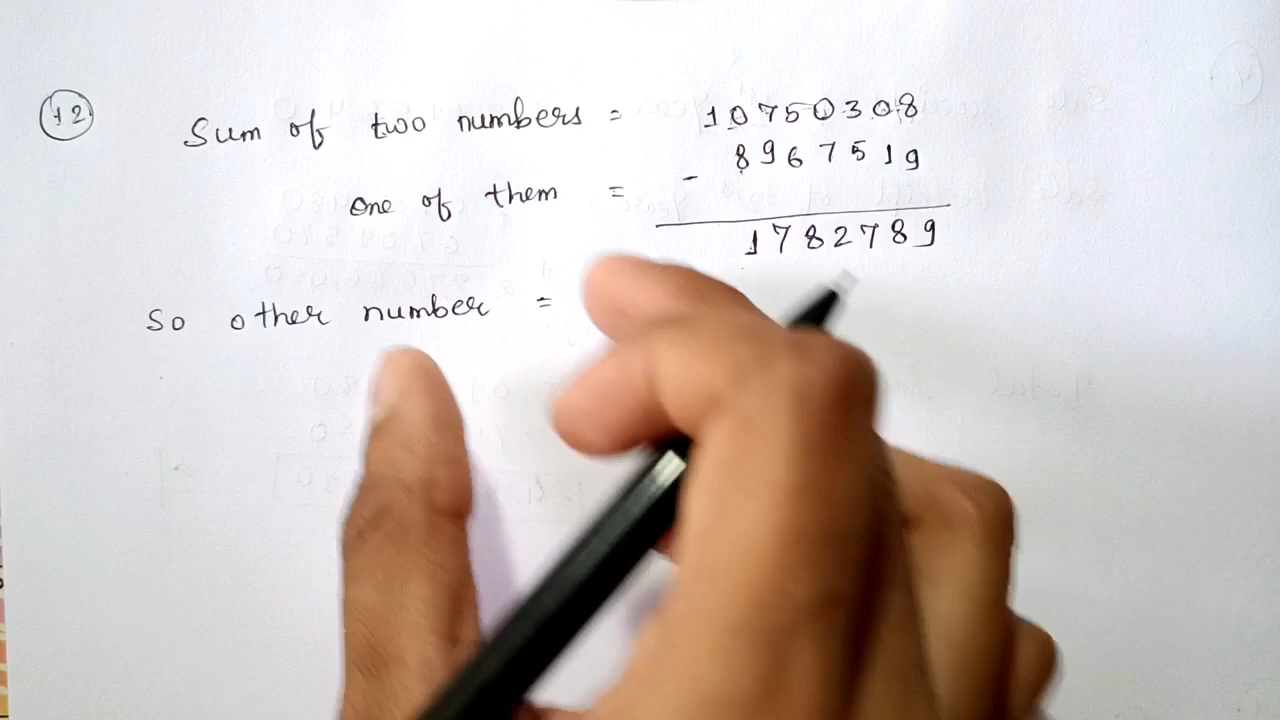 12
Sum of two numbers = 10750308
one of them = - 8967519
1782789
So other number =